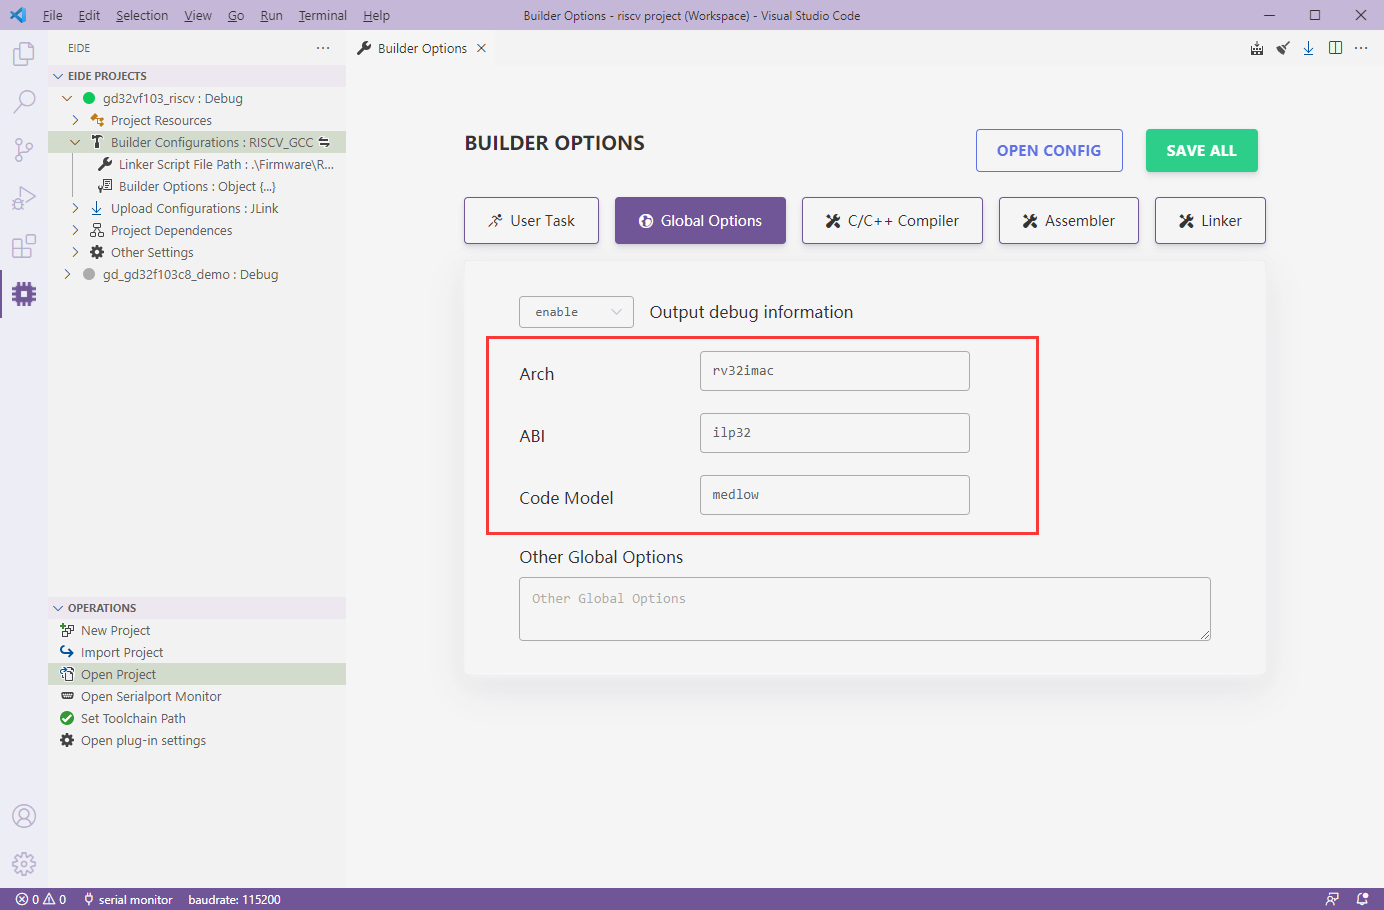 File Edit Selection View Go Run Terminal Help
Builder Options - riscv project (Workspace) - Visual Studio Code
EIDE
EIDE PROJECTS
gd32vf103_riscv : Debug
Project Resources
Builder Configurations : RISCV_GCC
Linker Script File Path : .\Firmware\R...
Builder Options : Object {...}
Upload Configurations : JLink
Project Dependences
Other Settings
gd_gd32f103c8_demo : Debug
OPERATIONS
New Project
Import Project
Open Project
Open Serialport Monitor
Set Toolchain Path
Open plug-in settings
Builder Options
BUILDER OPTIONS
OPEN CONFIG
SAVE ALL
User Task
Global Options
C/C++ Compiler
Assembler
Linker
enable
Output debug information
Arch
rv32imac
ABI
ilp32
Code Model
medlow
Other Global Options
Other Global Options
0 0 serial monitor baudrate: 115200